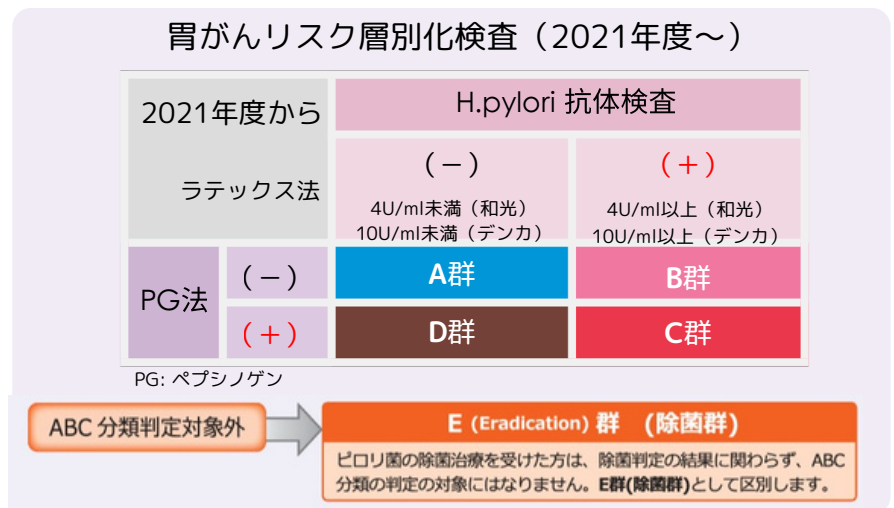 胃がんリスク層別化検査（2021年度～）
2021年度から
ラテックス法
H.pylori 抗体検査
（－）
4U/ml未満（和光）
10U/ml未満（デンカ）
（＋）
4U/ml以上（和光）
10U/ml以上（デンカ）
PG法
（－）
A群
B群
（＋）
D群
C群
PG: ペプシノゲン
ABC 分類判定対象外
E (Eradication) 群 (除菌群)
ピロリ菌の除菌治療を受けた方は、除菌判定の結果に関わらず、ABC
分類の判定の対象にはなりません。E群(除菌群)として区別します。